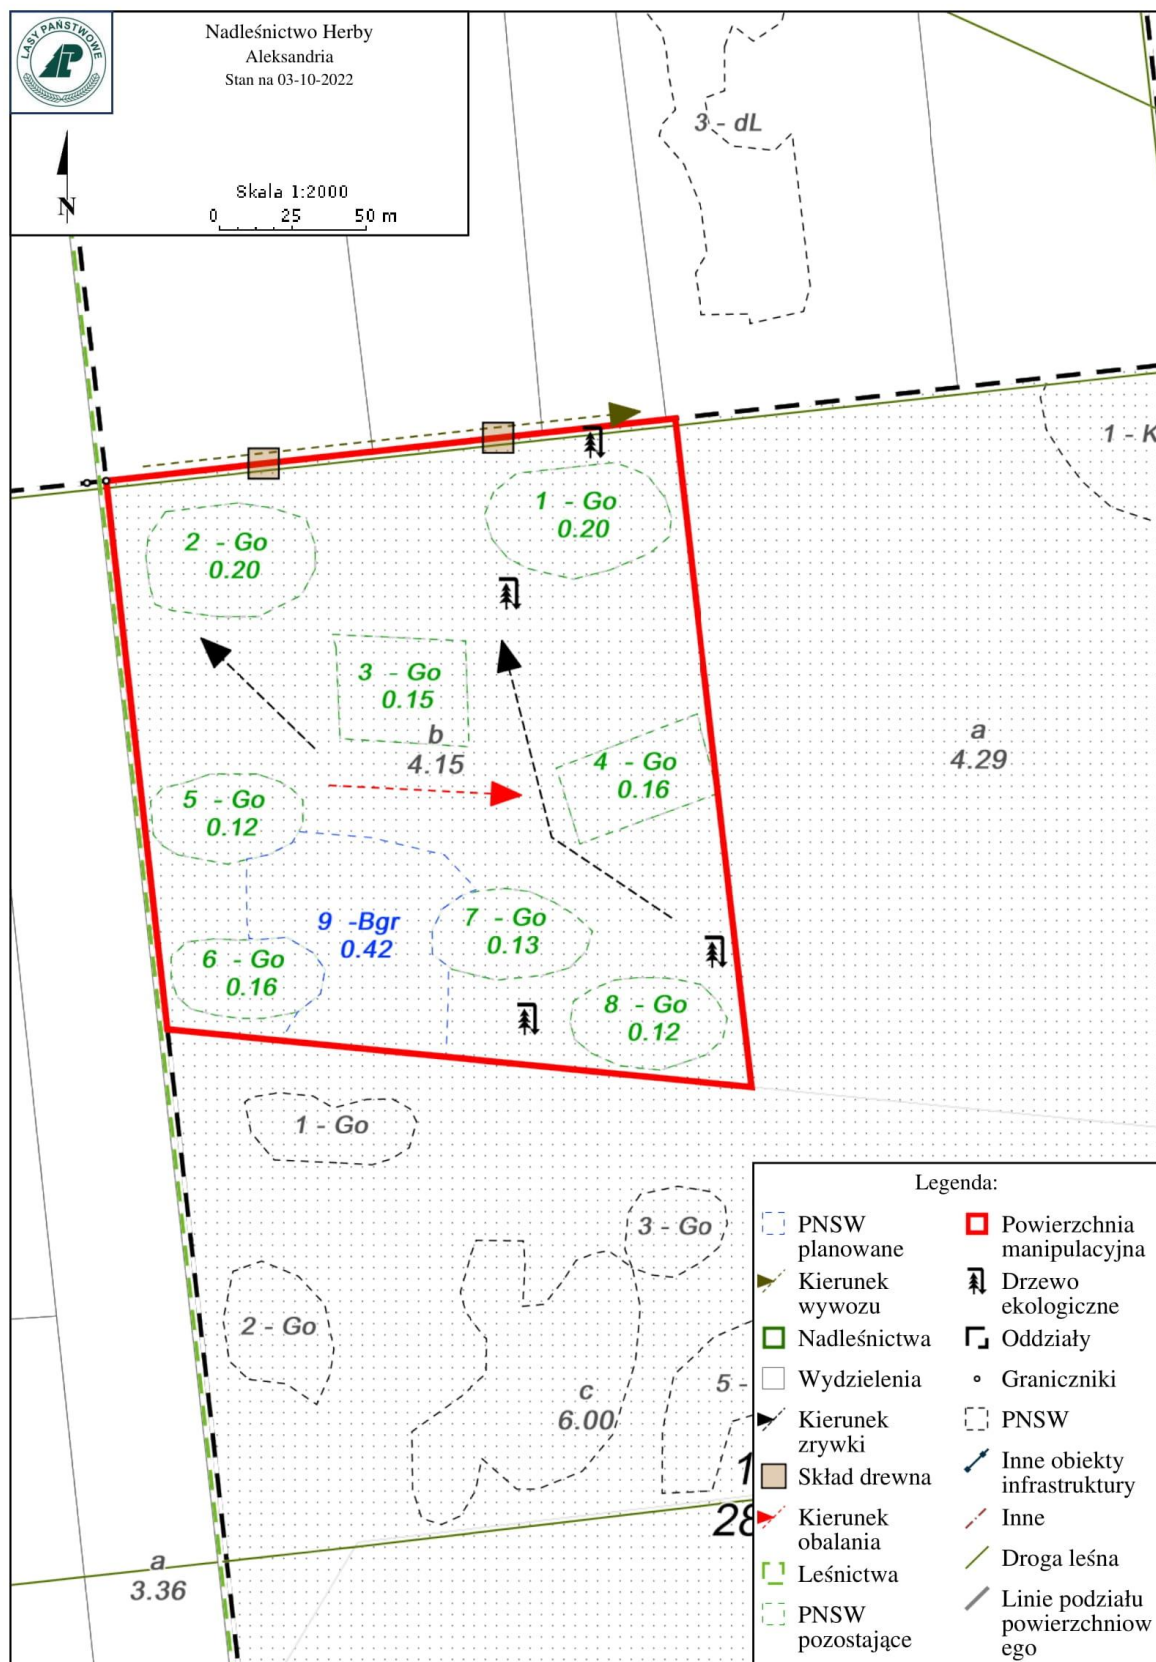 LASY PAŃSTWOWE
Nadleśnictwo Herby
Aleksandria
Stan na 03-10-2022
N
Skala 1:2000
0 25 50 m
3 - dL
1 - K
1 - Go
0.20
2 - Go
0.20
3 - Go
0.15
b
4.15
4 - Go
0.16
a
4.29
5 - Go
0.12
9 -Bgr
0.42
7 - Go
0.13
6 - Go
0.16
8 - Go
0.12
1 - Go
3 - Go
2 - Go
5 -
c
6.00
1
28
a
3.36
Legenda:
PNSW
planowane
Kierunek
wywozu
Nadleśnictwa
Wydzielenia
Kierunek
zrywki
Skład drewna
Kierunek
obalania
Leśnictwa
PNSW
pozostające
Powierzchnia
manipulacyjna
Drzewo
ekologiczne
Oddziały
Graniczniki
PNSW
Inne obiekty
infrastruktury
Inne
Droga leśna
Linie podziału
powierzchniow
ego